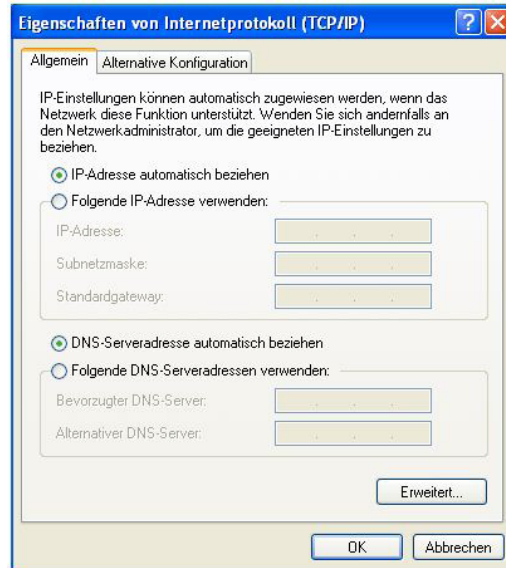 Eigenschaften von Internetprotokoll (TCP/IP)
Allgemein
Alternative Konfiguration
IP-Einstellungen können automatisch zugewiesen werden, wenn das
Netzwerk diese Funktion unterstützt. Wenden Sie sich andernfalls an
den Netzwerkadministrator, um die geeigneten IP-Einstellungen zu
beziehen.
IP-Adresse automatisch beziehen
Folgende IP-Adresse verwenden:
IP-Adresse:
Subnetzmaske:
Standardgateway:
DNS-Serveradresse automatisch beziehen
Folgende DNS-Serveradressen verwenden:
Bevorzugter DNS-Server:
Alternativer DNS-Server:
Erweitert...
OK
Abbrechen